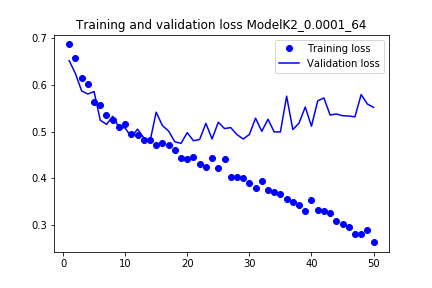 Training and validation loss ModelK2_0.0001_64
Training loss
Validation loss
0.7
0.6
0.5
0.4
0.3
0 10 20 30 40 50